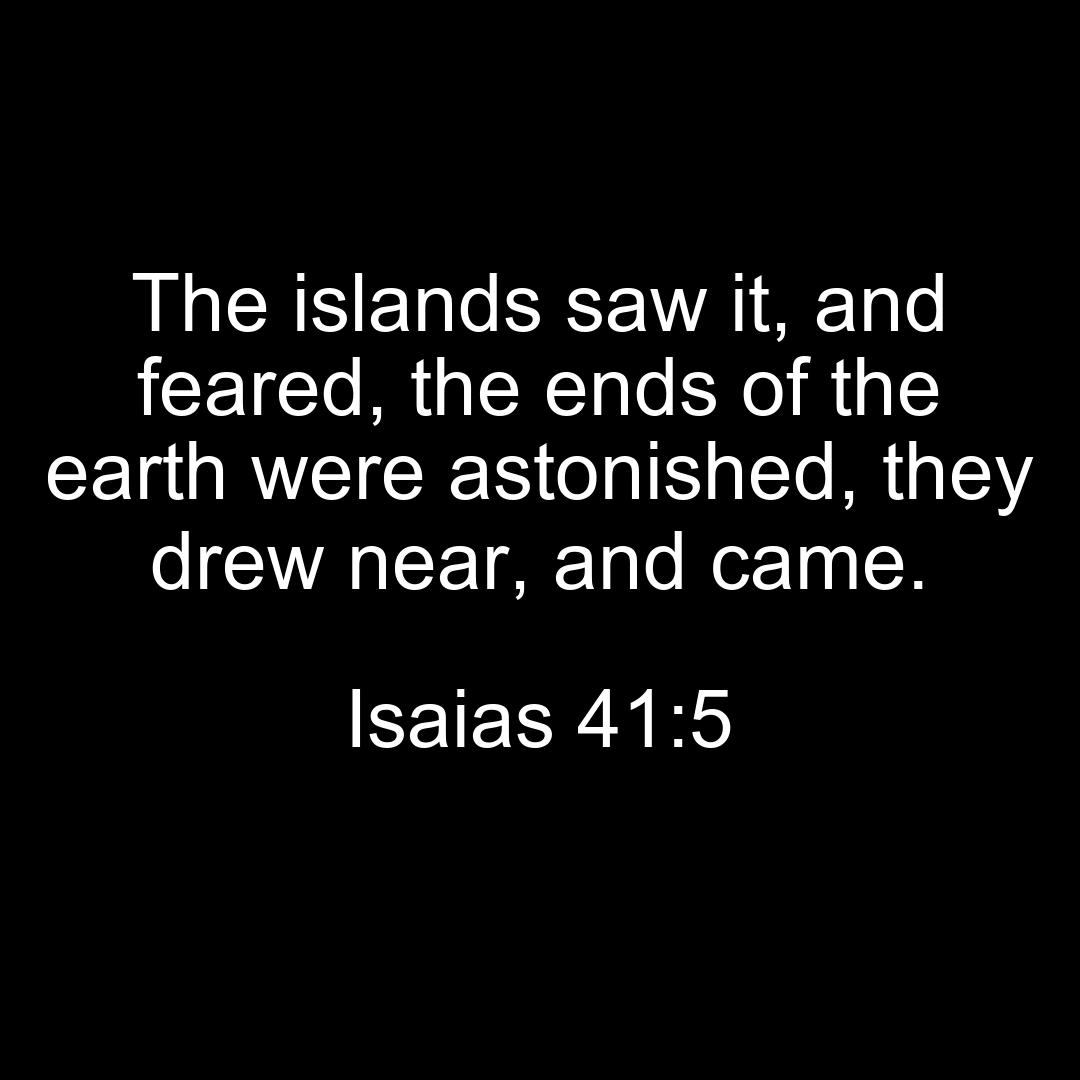 The islands saw it, and
feared, the ends of the
earth were astonished, they
drew near, and came.
Isaias 41:5